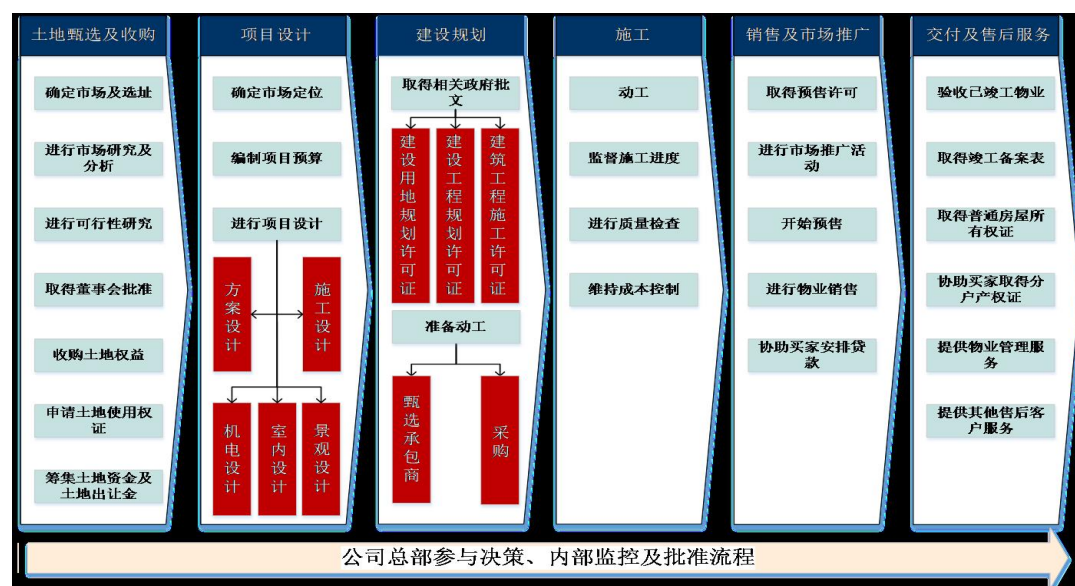 土地甄选及收购
确定市场及选址
进行市场研究及
分析
进行可行性研究
取得董事会批准
收购土地权益
申请土地使用权
证
筹集土地资金及
土地出让金
项目设计
确定市场定位
编制项目预算
进行项目设计
方案设计
施工设计
机电设计
室内设计
景观设计
建设规划
取得相关政府批
文
建设用地规划许可证
建设工程规划许可证
建筑工程施工许可证
准备动工
甄选承包商
采购
施工
动工
监督施工进度
进行质量检查
维持成本控制
销售及市场推广
取得预售许可
进行市场推广活
动
开始预售
进行物业销售
协助买家安排贷
款
交付及售后服务
验收已竣工物业
取得竣工备案表
取得普通房屋所
有权证
协助买家取得分
户产权证
提供物业管理服
务
提供其他售后客
户服务
公司总部参与决策、内部监控及批准流程